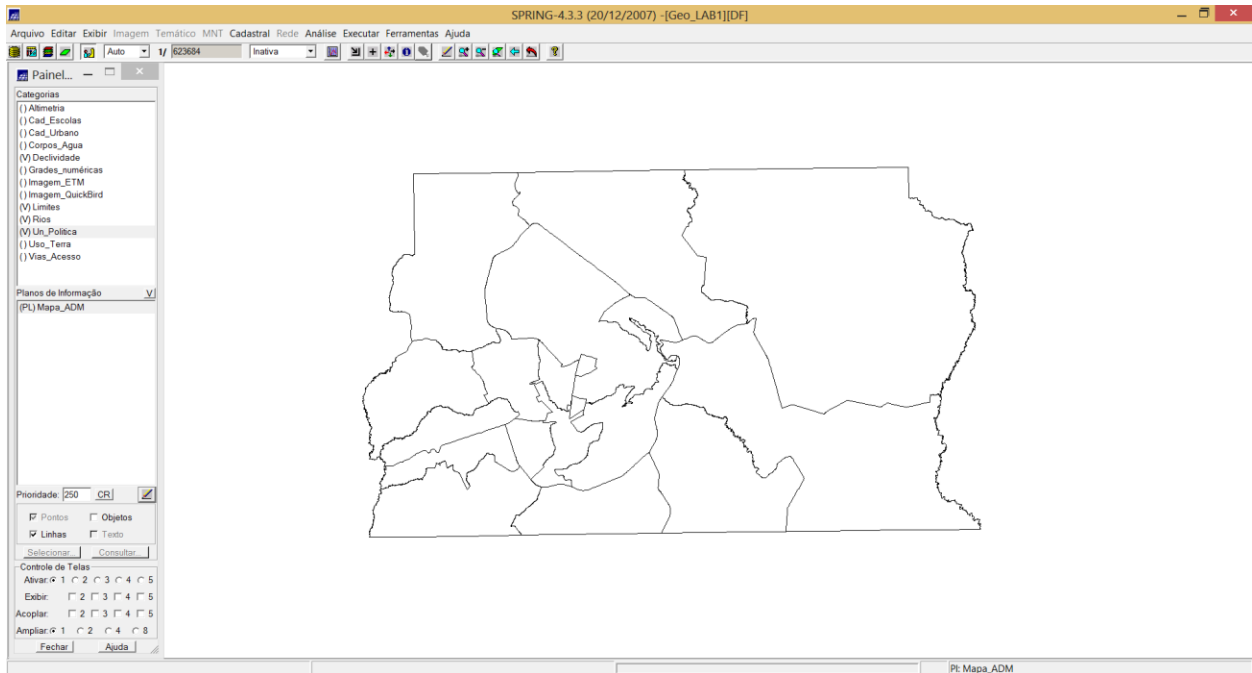 SPRING-4.3.3 (20/12/2007) -[Geo_LAB1][DF]
Arquivo Editar Exibir Imagem Temático MNT Cadastral Rede Análise Executar Ferramentas Ajuda
Auto 1/ 623684 Inativa
Painel...
Categorias
( ) Altimetria
( ) Cad_Escolas
( ) Cad_Urbano
( ) Corpos_Agua
(V) Declividade
( ) Grades_numéricas
( ) Imagem_ETM
( ) Imagem_QuickBird
(V) Limites
(V) Rios
(V) Un_Politica
( ) Uso_Terra
( ) Vias_Acesso
Planos de Informação V
(PL) Mapa_ADM
Prioridade: 250 CR
Pontos Objetos
Linhas Texto
Selecionar... Consultar...
Controle de Telas
Ativar: 1 2 3 4 5
Exibir: 2 3 4 5
Acoplar: 2 3 4 5
Ampliar: 1 2 4 8
Fechar Ajuda
PI: Mapa_ADM